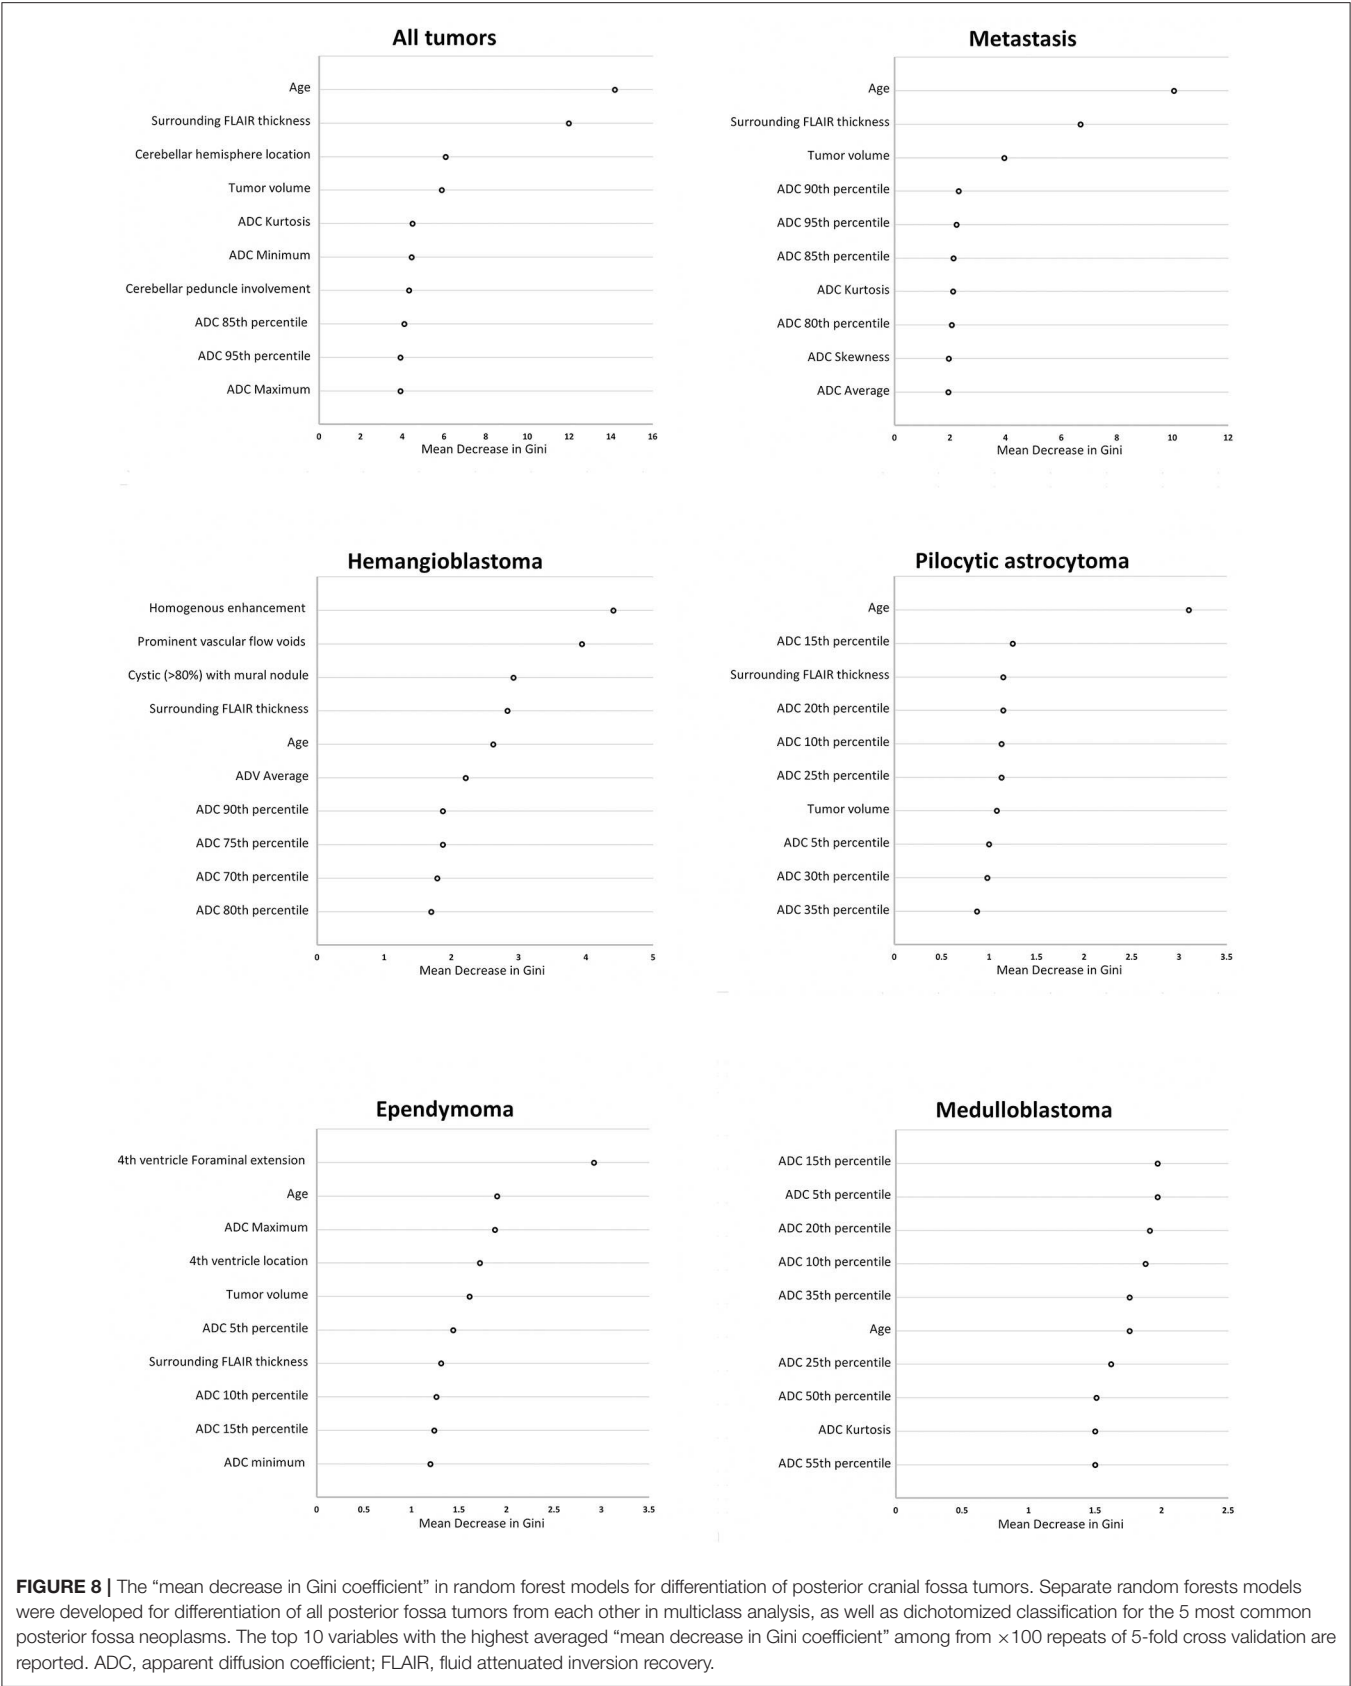 All tumors
Age
Surrounding FLAIR thickness
Cerebellar hemisphere location
Tumor volume
ADC Kurtosis
ADC Minimum
Cerebellar peduncle involvement
ADC 85th percentile
ADC 95th percentile
ADC Maximum
0 2 4 6 8 10 12 14 16
Mean Decrease in Gini
Metastasis
Age
Surrounding FLAIR thickness
Tumor volume
ADC 90th percentile
ADC 95th percentile
ADC 85th percentile
ADC Kurtosis
ADC 80th percentile
ADC Skewness
ADC Average
0 2 4 6 8 10 12
Mean Decrease in Gini
Hemangioblastoma
Homogenous enhancement
Prominent vascular flow voids
Cystic (>80%) with mural nodule
Surrounding FLAIR thickness
Age
ADV Average
ADC 90th percentile
ADC 75th percentile
ADC 70th percentile
ADC 80th percentile
0 1 2 3 4 5
Mean Decrease in Gini
Pilocytic astrocytoma
Age
ADC 15th percentile
Surrounding FLAIR thickness
ADC 20th percentile
ADC 10th percentile
ADC 25th percentile
Tumor volume
ADC 5th percentile
ADC 30th percentile
ADC 35th percentile
0 0.5 1 1.5 2 2.5 3 3.5
Mean Decrease in Gini
Ependymoma
4th ventricle Foraminal extension
Age
ADC Maximum
4th ventricle location
Tumor volume
ADC 5th percentile
Surrounding FLAIR thickness
ADC 10th percentile
ADC 15th percentile
ADC minimum
0 0.5 1 1.5 2 2.5 3 3.5
Mean Decrease in Gini
Medulloblastoma
ADC 15th percentile
ADC 5th percentile
ADC 20th percentile
ADC 10th percentile
ADC 35th percentile
Age
ADC 25th percentile
ADC 50th percentile
ADC Kurtosis
ADC 55th percentile
0 0.5 1 1.5 2 2.5
Mean Decrease in Gini
FIGURE 8 | The “mean decrease in Gini coefficient” in random forest models for differentiation of posterior cranial fossa tumors. Separate random forests models
were developed for differentiation of all posterior fossa tumors from each other in multiclass analysis, as well as dichotomized classification for the 5 most common
posterior fossa neoplasms. The top 10 variables with the highest averaged “mean decrease in Gini coefficient” among from ×100 repeats of 5-fold cross validation are
reported. ADC, apparent diffusion coefficient; FLAIR, fluid attenuated inversion recovery.